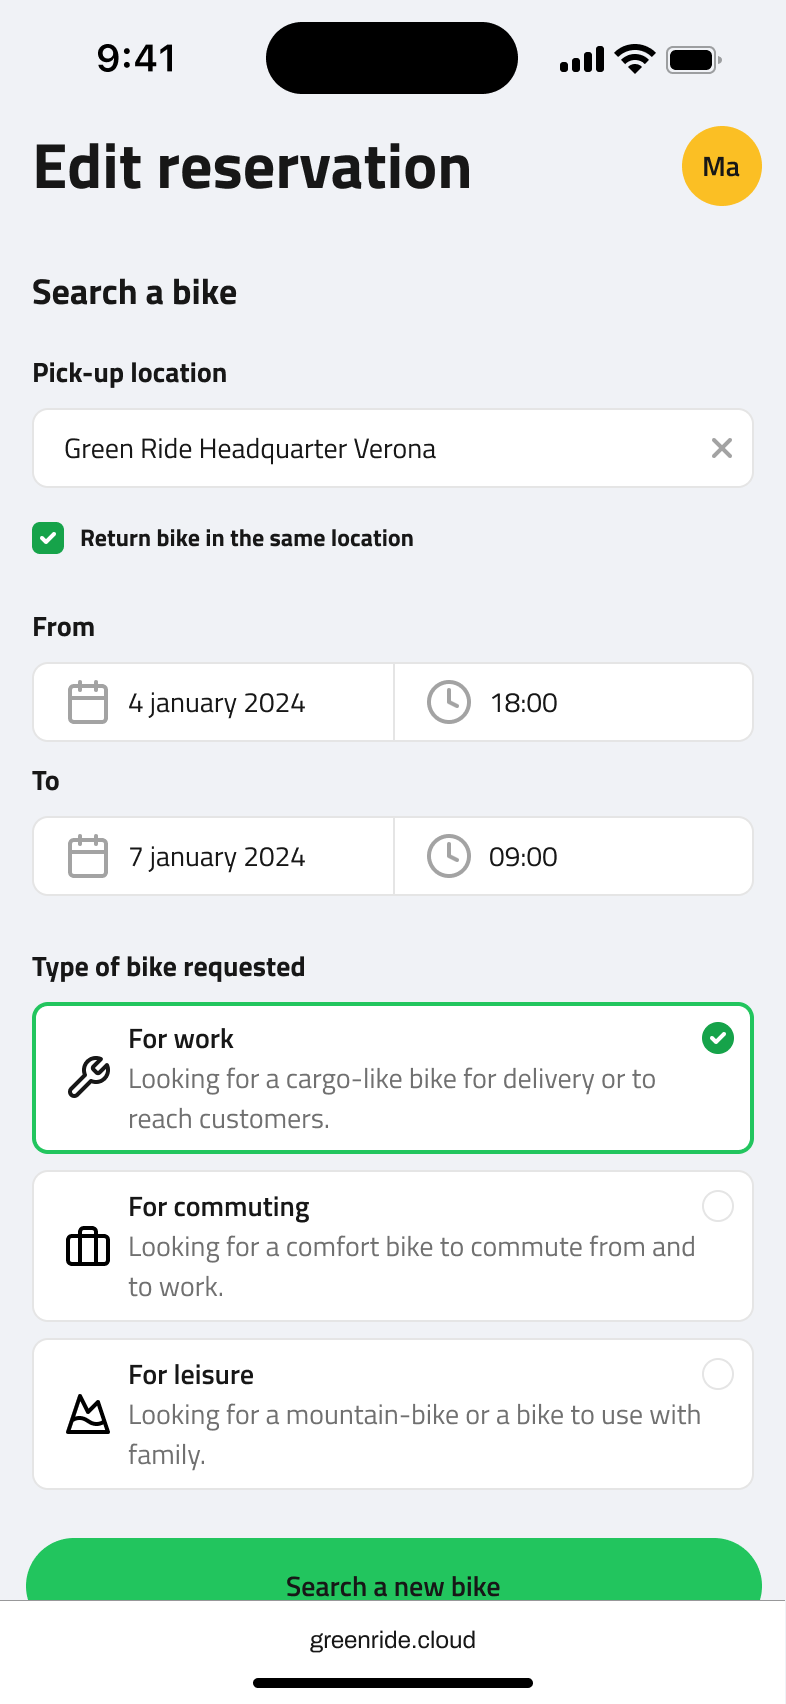 9:41
Edit reservation
Ma
Search a bike
Pick-up location
Green Ride Headquarter Verona
Return bike in the same location
From
4 january 2024
18:00
To
7 january 2024
09:00
Type of bike requested
For work
Looking for a cargo-like bike for delivery or to
reach customers.
For commuting
Looking for a comfort bike to commute from and
to work.
For leisure
Looking for a mountain-bike or a bike to use with
family.
Search a new bike
greenride.cloud